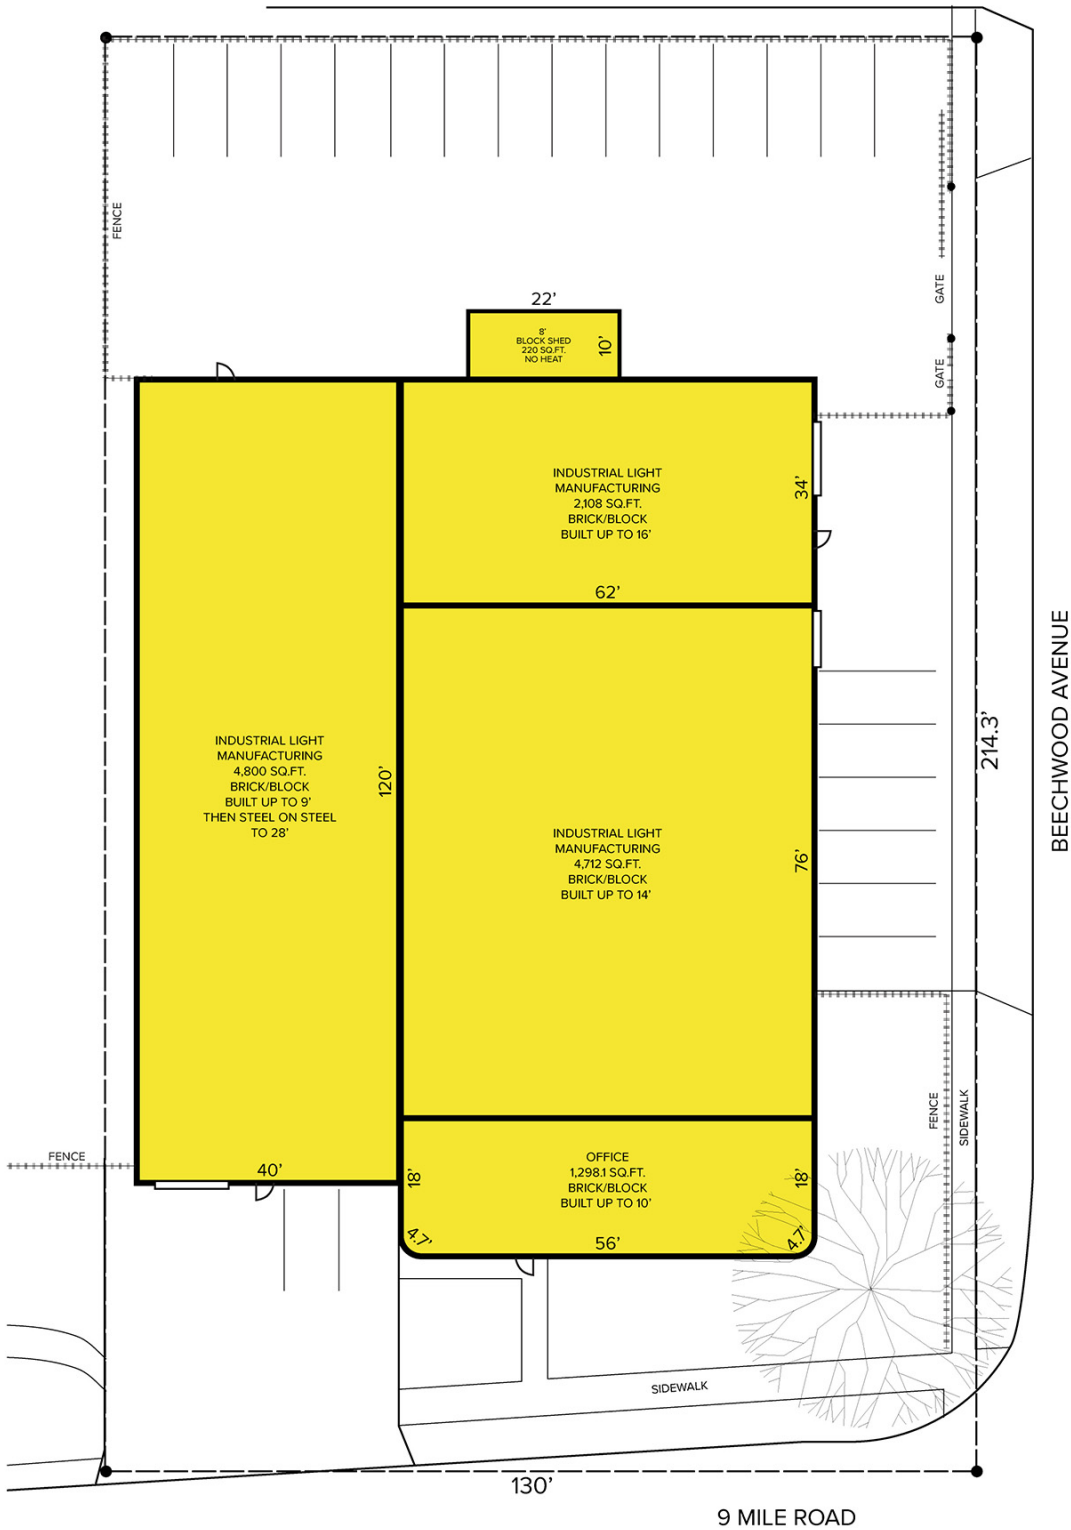 FENCE
GATE
GATE
22’
8’
BLOCK SHED
220 SQ.FT.
NO HEAT
10’
INDUSTRIAL LIGHT
MANUFACTURING
2,108 SQ.FT.
BRICK/BLOCK
BUILT UP TO 16’
34’
62’
INDUSTRIAL LIGHT
MANUFACTURING
4,800 SQ.FT.
BRICK/BLOCK
BUILT UP TO 9’
THEN STEEL ON STEEL
TO 28’
120’
40’
INDUSTRIAL LIGHT
MANUFACTURING
4,712 SQ.FT.
BRICK/BLOCK
BUILT UP TO 14’
76’
214.3’
BEECHWOOD AVENUE
FENCE
SIDEWALK
FENCE
OFFICE
1,298.1 SQ.FT.
BRICK/BLOCK
BUILT UP TO 10’
18’
18’
4.7’
56’
4.7’
SIDEWALK
130’
9 MILE ROAD